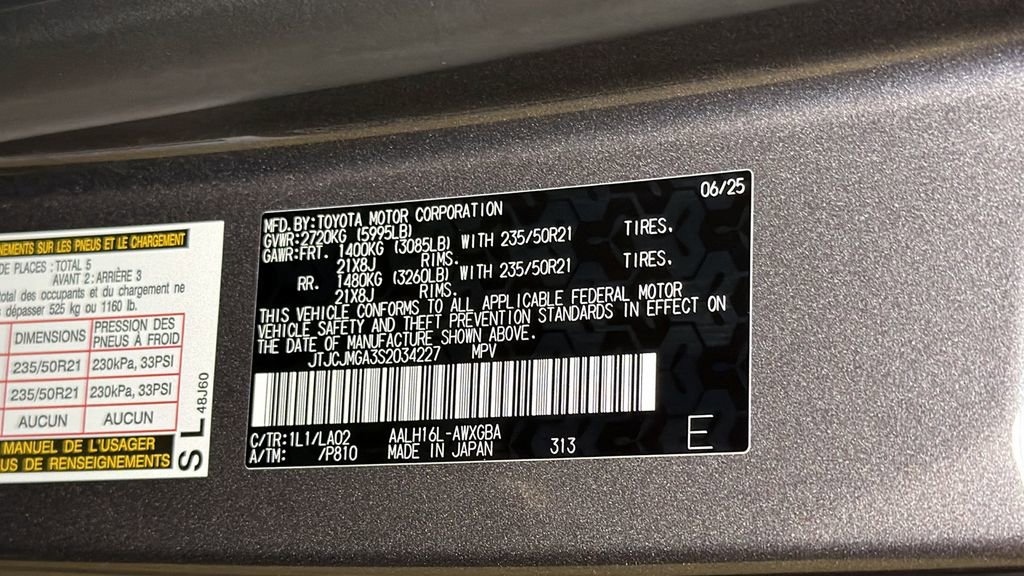 NEMENTS SUR LES PNEUS ET LE CHARGEMENT
DE PLACES : TOTAL 5
AVANT 2 : ARRIÈRE 3
total des occupants et du chargement ne
dépasser 525 kg ou 1160 lb.
DIMENSIONS PRESSION DES PNEUS À FROID
235/50R21 230kPa, 33PSI
235/50R21 230kPa, 33PSI
AUCUN AUCUN
MANUEL DE L'USAGER
US DE RENSEIGNEMENTS
SL 48J60
06/25
MFD. BY: TOYOTA MOTOR CORPORATION
GVWR: 2720KG (5995LB)
GAWR: FRT. 1400KG (3085LB) WITH 235/50R21 TIRES.
21X8J RIMS.
RR. 1480KG (3260LB) WITH 235/50R21 TIRES.
21X8J RIMS.
THIS VEHICLE CONFORMS TO ALL APPLICABLE FEDERAL MOTOR
VEHICLE SAFETY AND THEFT PREVENTION STANDARDS IN EFFECT ON
THE DATE OF MANUFACTURE SHOWN ABOVE.
JTJCJMGA3S2034227 MPV
C/TR: 1L1/LA02 AALH16L-AWXGBA
A/TM: /P810 MADE IN JAPAN 313 E